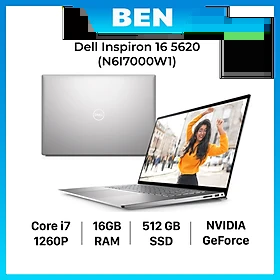 BEN
Dell Inspiron 16 5620
(N6I7000W1)
Core i7
1260P
16GB
RAM
512 GB
SSD
NVIDIA
GeForce